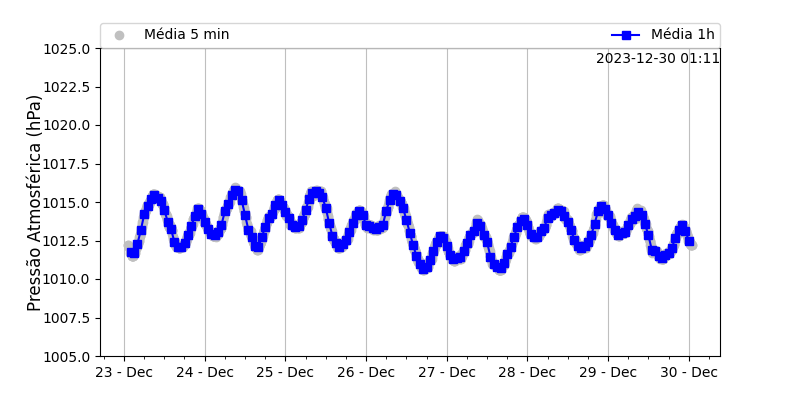 Média 5 min
Média 1h
2023-12-30 01:11
Pressão Atmosférica (hPa)
1025.0
1022.5
1020.0
1017.5
1015.0
1012.5
1010.0
1007.5
1005.0
23 - Dec
24 - Dec
25 - Dec
26 - Dec
27 - Dec
28 - Dec
29 - Dec
30 - Dec